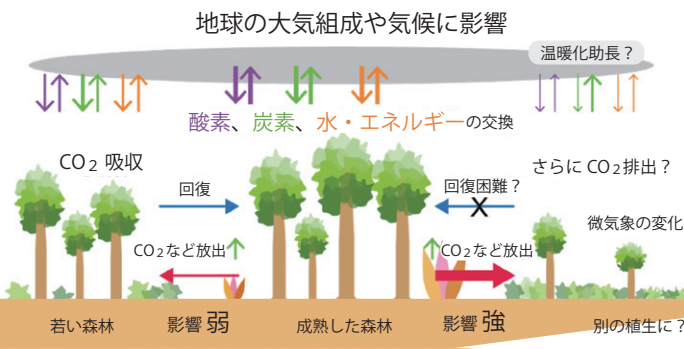 地球の大気組成や気候に影響
温暖化助長？
酸素、炭素、水・エネルギーの交換
CO₂ 吸収
さらに CO₂排出？
回復
回復困難？
微気象の変化
CO₂など放出
CO₂など放出
若い森林
影響 弱
成熟した森林
影響 強
別の植生に？